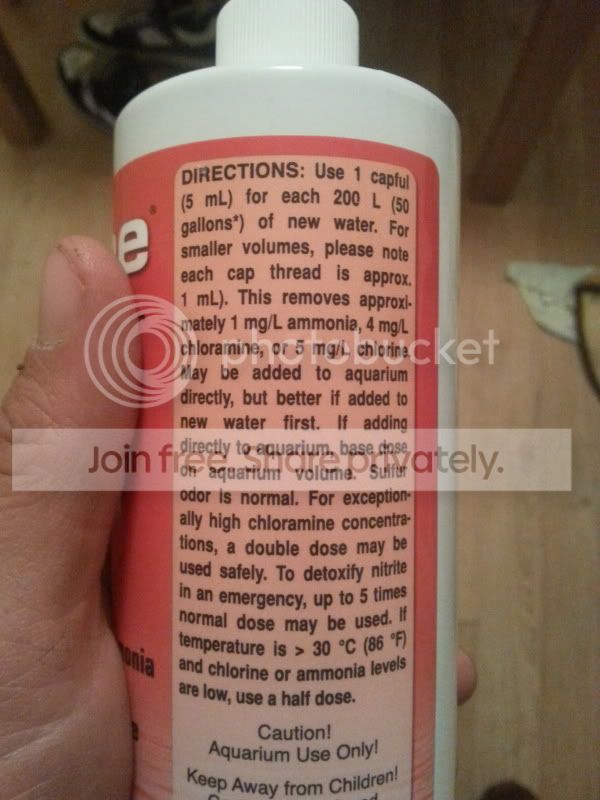 DIRECTIONS: Use 1 capful
(5 mL) for each 200 L (50
gallons*) of new water. For
smaller volumes, please note
each cap thread is approx.
1 mL). This removes approxi-
mately 1 mg/L ammonia, 4 mg/L
chloramine, or 5 mg/L chlorine.
May be added to aquarium
directly, but better if added to
new water first. If adding
directly to aquarium, base dose
on aquarium volume. Sulfur
odor is normal. For exception-
ally high chloramine concentra-
tions, a double dose may be
used safely. To detoxify nitrite
in an emergency, up to 5 times
normal dose may be used. If
temperature is > 30 °C (86 °F)
and chlorine or ammonia levels
are low, use a half dose.
Caution!
Aquarium Use Only!
Keep Away from Children!
e®
onia
e
photobucket
Join free. Share privately.